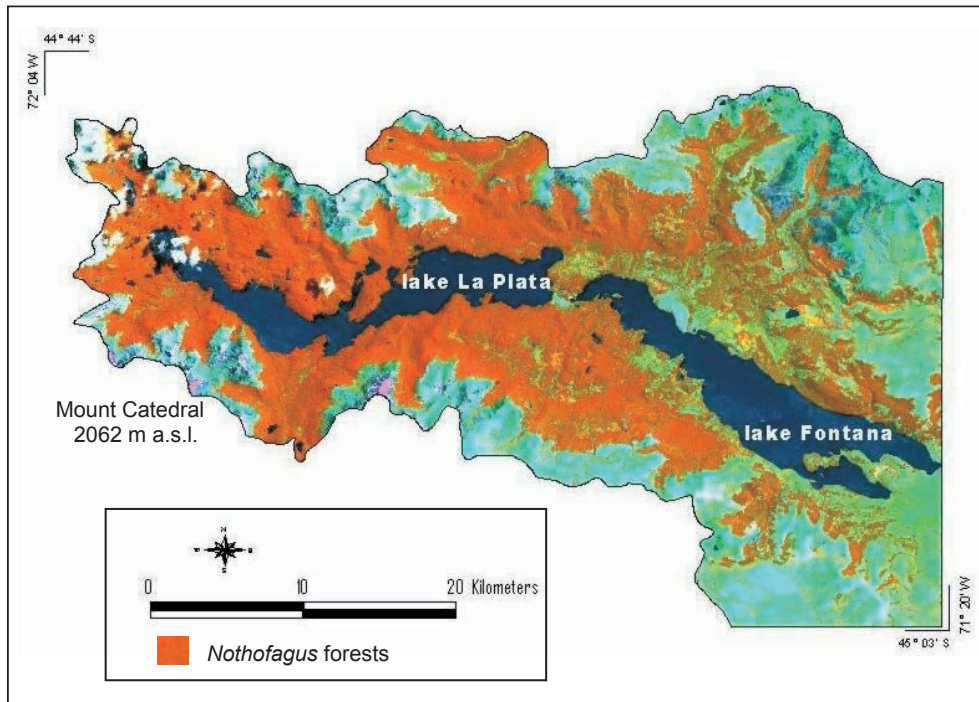 44° 44' S
72° 04 W
lake La Plata
Mount Catedral
2062 m a.s.l.
lake Fontana
N
S
0 10 20 Kilometers
Nothofagus forests
71° 20' W
45° 03' S